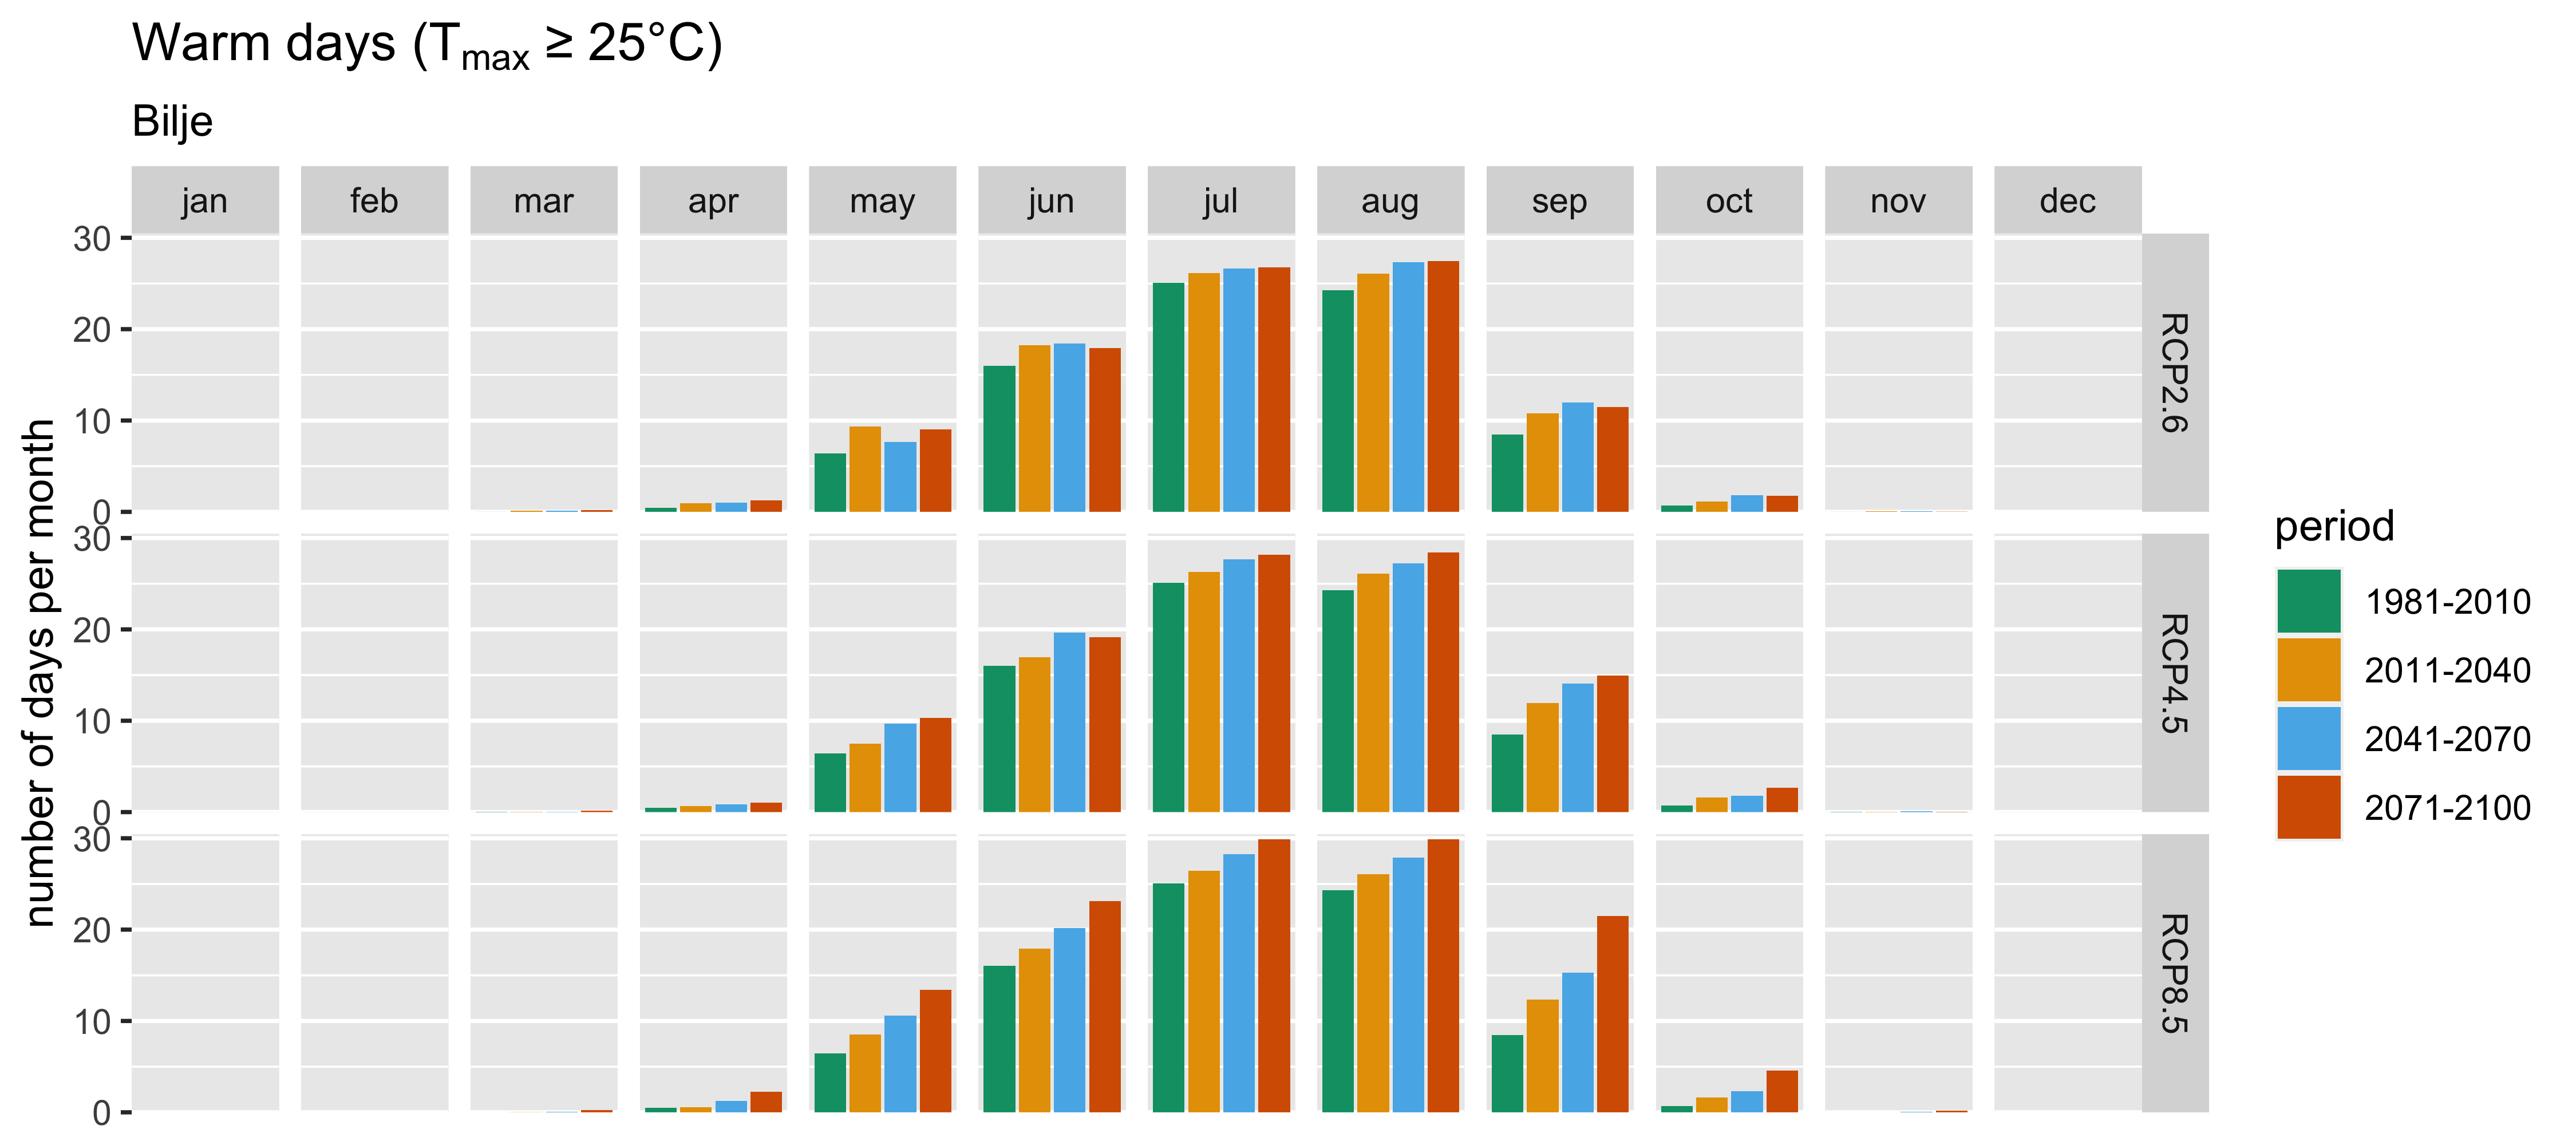 Warm days (Tmax ≥ 25°C)
Bilje
jan feb mar apr may jun jul aug sep oct nov dec
number of days per month
30
20
10
0
RCP2.6
30
20
10
0
RCP4.5
30
20
10
0
RCP8.5
period
1981-2010
2011-2040
2041-2070
2071-2100